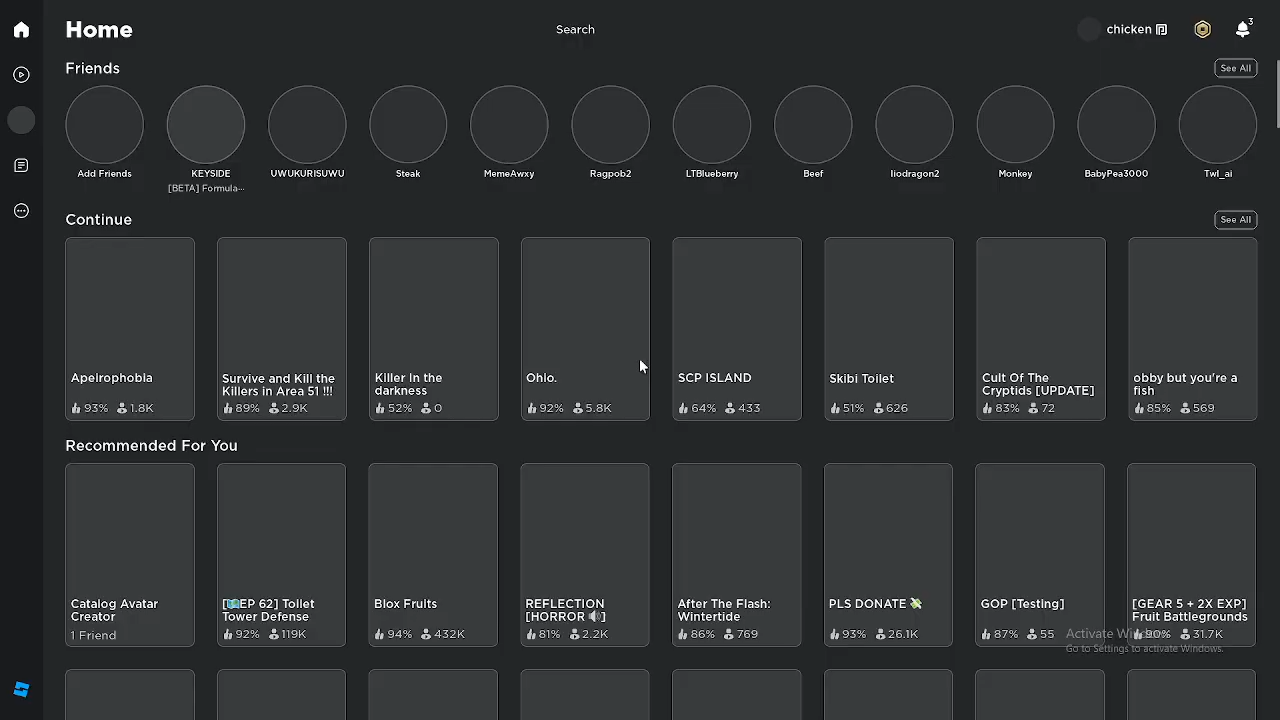 Home
Search
chicken
3
Friends
See All
Add Friends
KEYSIDE
[BETA] Formula...
UWUKURISUWU
Steak
MemeAwxy
Ragpob2
LTBlueberry
Beef
liodragon2
Monkey
BabyPea3000
Twl_ai
Continue
See All
Apeirophobia
93% 1.8K
Survive and Kill the
Killers in Area 51 !!!
89% 2.9K
Killer in the
darkness
52% 0
Ohio.
92% 5.8K
SCP ISLAND
64% 433
Skibi Toilet
51% 626
Cult Of The
Cryptids [UPDATE]
83% 72
obby but you're a
fish
85% 569
Recommended For You
Catalog Avatar
Creator
1 Friend
EP 62] Toilet
Tower Defense
92% 119K
Blox Fruits
94% 432K
REFLECTION
[HORROR 🔊]
81% 2.2K
After The Flash:
Wintertide
86% 769
PLS DONATE 💸
93% 26.1K
GOP [Testing]
87% 55
[GEAR 5 + 2X EXP]
Fruit Battlegrounds
90% 31.7K
Activate Windows
Go to Settings to activate Windows.